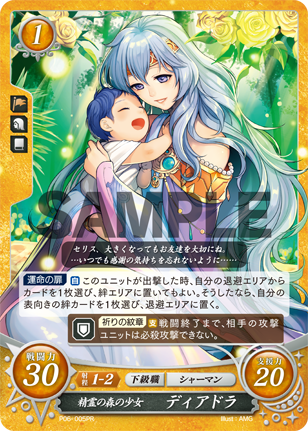 1
SAMPLE
セリス、大きくなってもお友達を大切にね。
…いつでも感謝の気持ちを忘れないように……
運命の扉 自 このユニットが出撃した時、自分の退避エリアから
カードを1枚選び、絆エリアに置いてもよい。そうしたなら、自分の
表向きの絆カードを1枚選び、退避エリアに置く。
祈りの紋章 支 戦闘終了まで、相手の攻撃
ユニットは必殺攻撃できない。
戦闘力
30
射程 1-2 下級職 シャーマン
支援力
20
精霊の森の少女 ディアドラ
P06-005PR
Illust : AMG